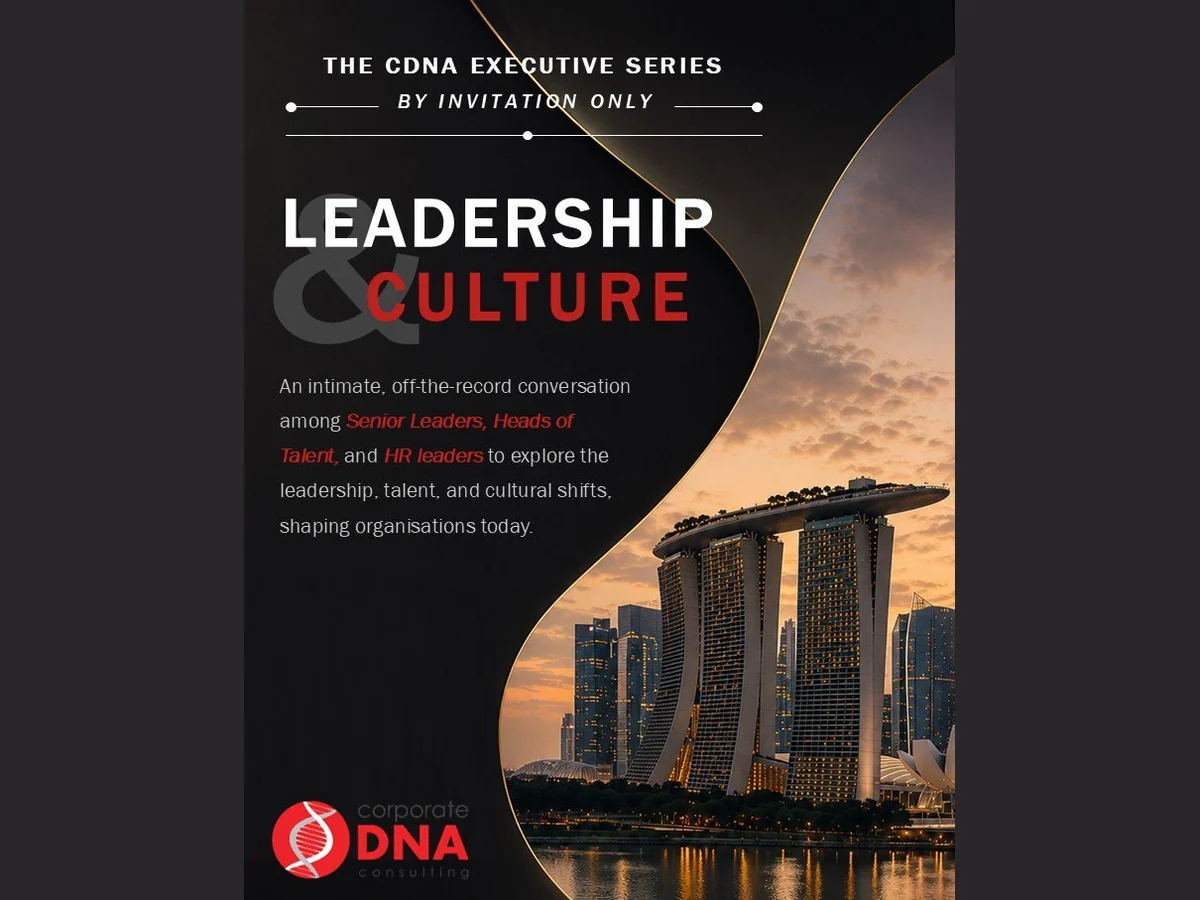 THE CDNA EXECUTIVE SERIES
BY INVITATION ONLY
LEADERSHIP
&
CULTURE
An intimate, off-the-record conversation
among Senior Leaders, Heads of
Talent, and HR leaders to explore the
leadership, talent, and cultural shifts,
shaping organisations today.
corporate
DNA
consulting